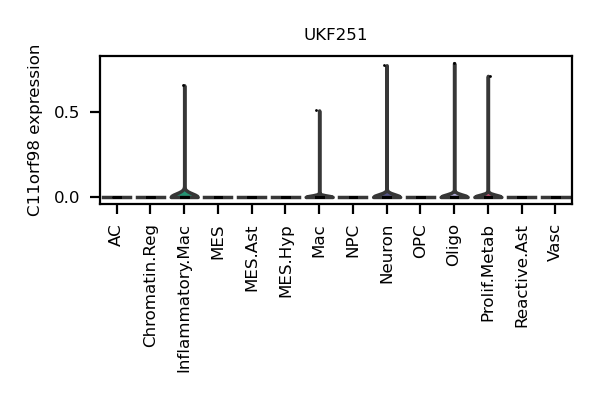 UKF251
C11orf98 expression
0.5
0.0
AC
Chromatin.Reg
Inflammatory.Mac
MES
MES.Ast
MES.Hyp
Mac
NPC
Neuron
OPC
Oligo
Prolif.Metab
Reactive.Ast
Vasc